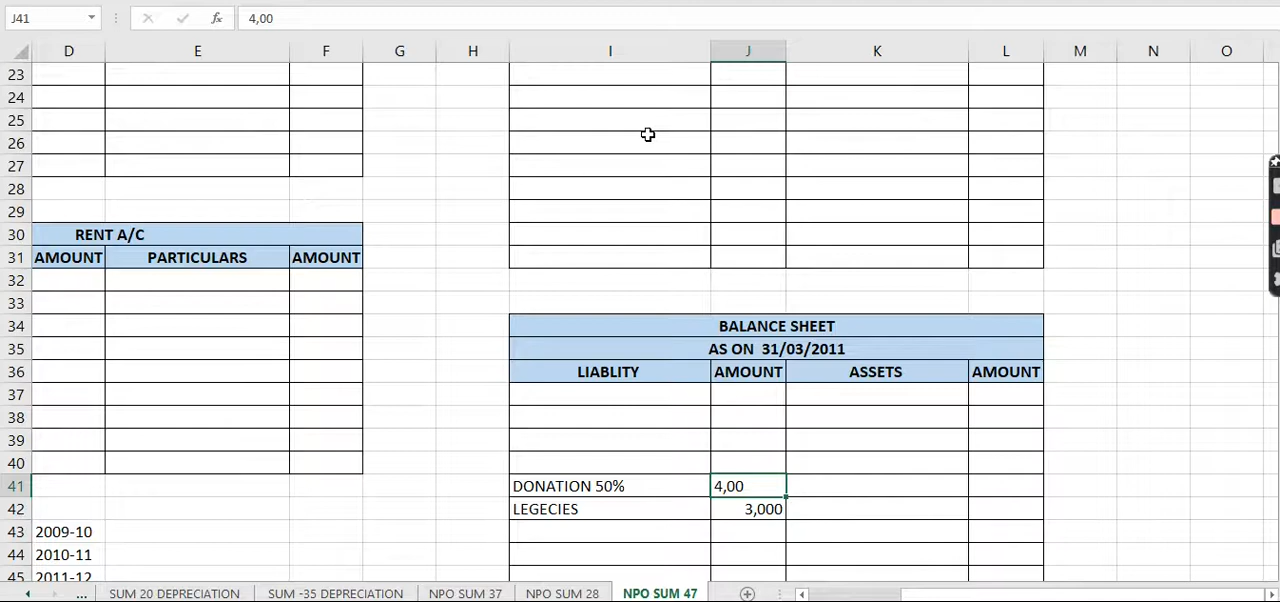 J41 fx 4,00
D E F G H I J K L M N O
23
24
25
26
27
28
29
30 RENT A/C
31 AMOUNT PARTICULARS AMOUNT
32
33
34 BALANCE SHEET
35 AS ON 31/03/2011
36 LIABLITY AMOUNT ASSETS AMOUNT
37
38
39
40
41 DONATION 50% 4,00
42 LEGECIES 3,000
43 2009-10
44 2010-11
45 2011-12
... SUM 20 DEPRECIATION SUM -35 DEPRECIATION NPO SUM 37 NPO SUM 28 NPO SUM 47